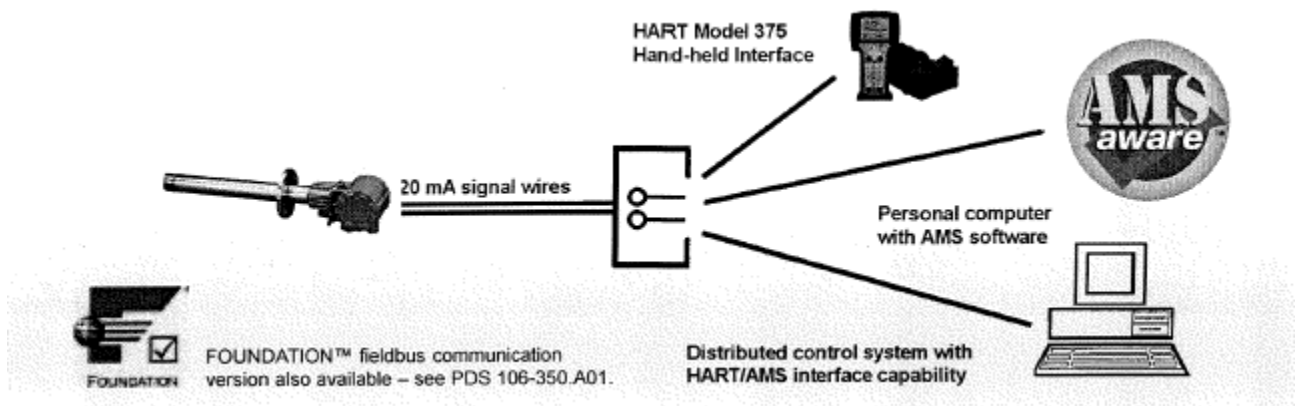 HART Model 375
Hand-held Interface
AMS
aware
20 mA signal wires
Personal computer
with AMS software
FOUNDATION
FOUNDATION™ fieldbus communication
version also available – see PDS 106-350.A01.
Distributed control system with
HART/AMS interface capability